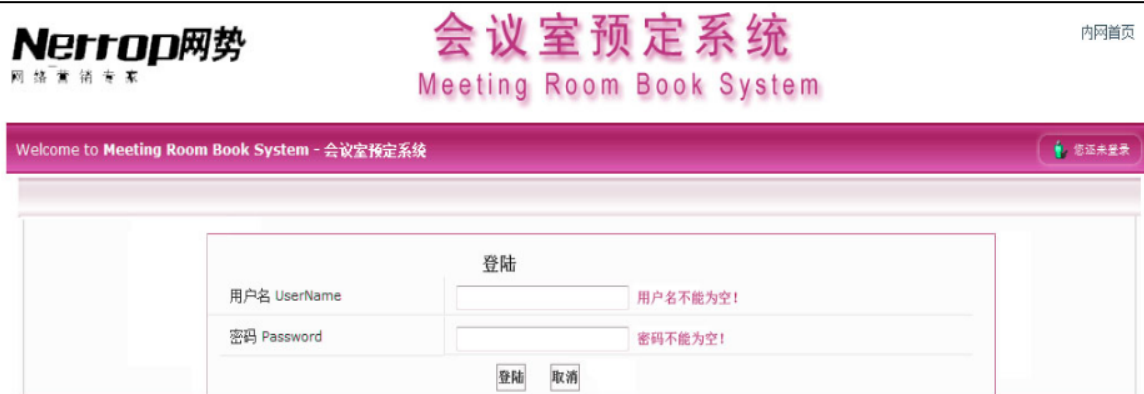 Nettop网势
网络营销专家
会议室预定系统
Meeting Room Book System
内网首页
Welcome to Meeting Room Book System - 会议室预定系统
您还未登录
登陆
用户名 UserName
用户名不能为空!
密码 Password
密码不能为空!
登陆 取消